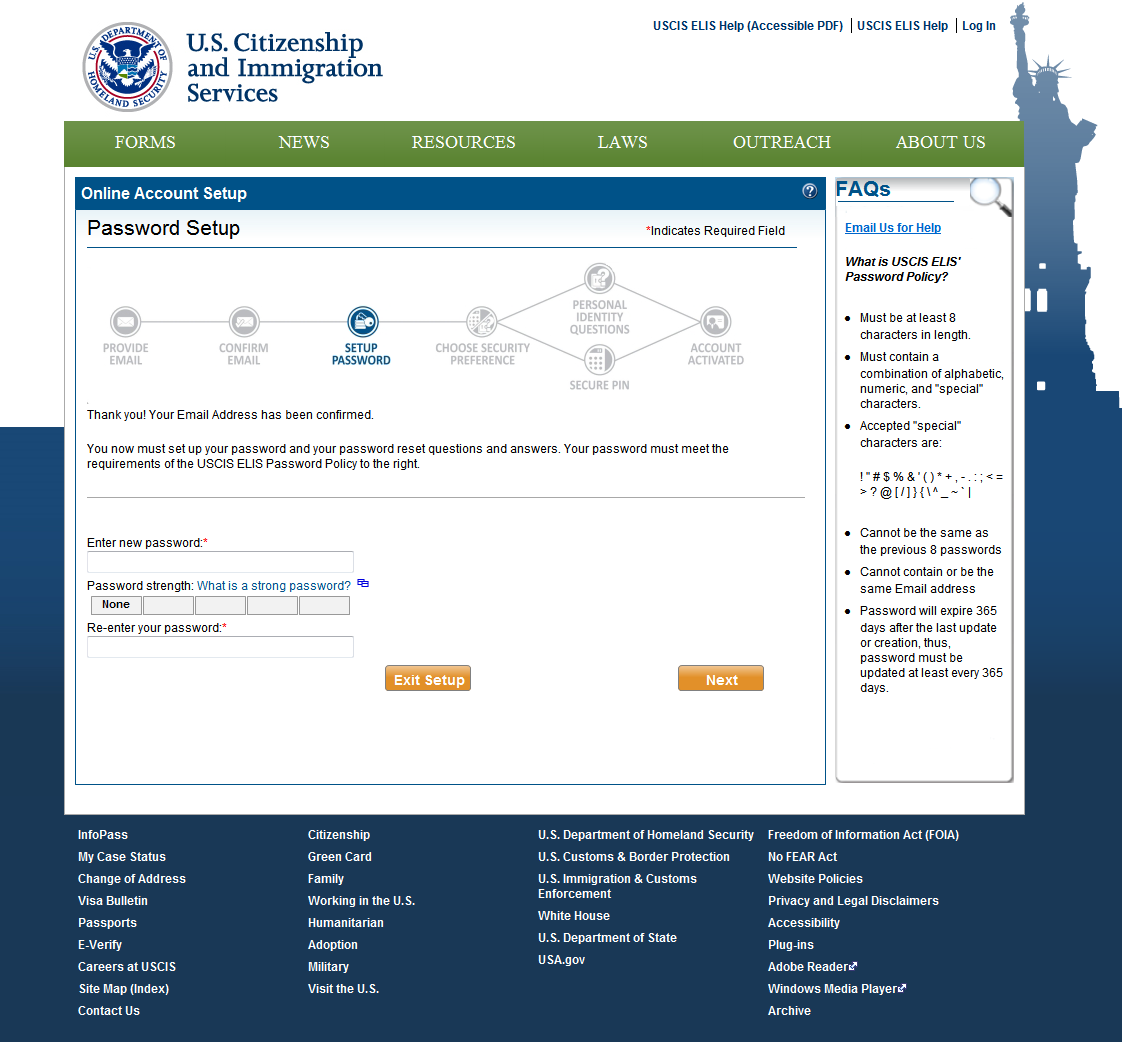 USCIS ELIS Help (Accessible PDF) | USCIS ELIS Help | Log In
U.S. DEPARTMENT OF HOMELAND SECURITY
U.S. Citizenship
and Immigration
Services
FORMS NEWS RESOURCES LAWS OUTREACH ABOUT US
Online Account Setup
?
Password Setup
*Indicates Required Field
PROVIDE
EMAIL
CONFIRM
EMAIL
SETUP
PASSWORD
CHOOSE SECURITY
PREFERENCE
PERSONAL
IDENTITY
QUESTIONS
SECURE PIN
ACCOUNT
ACTIVATED
Thank you! Your Email Address has been confirmed.
You now must set up your password and your password reset questions and answers. Your password must meet the
requirements of the USCIS ELIS Password Policy to the right.
Enter new password:*
Password strength: What is a strong password?
None
Re-enter your password:*
Exit Setup
Next
FAQs
Email Us for Help
What is USCIS ELIS'
Password Policy?
• Must be at least 8
characters in length.
• Must contain a
combination of alphabetic,
numeric, and "special"
characters.
• Accepted "special"
characters are:
! " # $ % & ' ( ) * + , - . : ; < =
> ? @ [ / ] } { \ ^ _ ~ ` |
• Cannot be the same as
the previous 8 passwords
• Cannot contain or be the
same Email address
• Password will expire 365
days after the last update
or creation, thus,
password must be
updated at least every 365
days.
InfoPass
My Case Status
Change of Address
Visa Bulletin
Passports
E-Verify
Careers at USCIS
Site Map (Index)
Contact Us
Citizenship
Green Card
Family
Working in the U.S.
Humanitarian
Adoption
Military
Visit the U.S.
U.S. Department of Homeland Security
U.S. Customs & Border Protection
U.S. Immigration & Customs
Enforcement
White House
U.S. Department of State
USA.gov
Freedom of Information Act (FOIA)
No FEAR Act
Website Policies
Privacy and Legal Disclaimers
Accessibility
Plug-ins
Adobe Reader
Windows Media Player
Archive